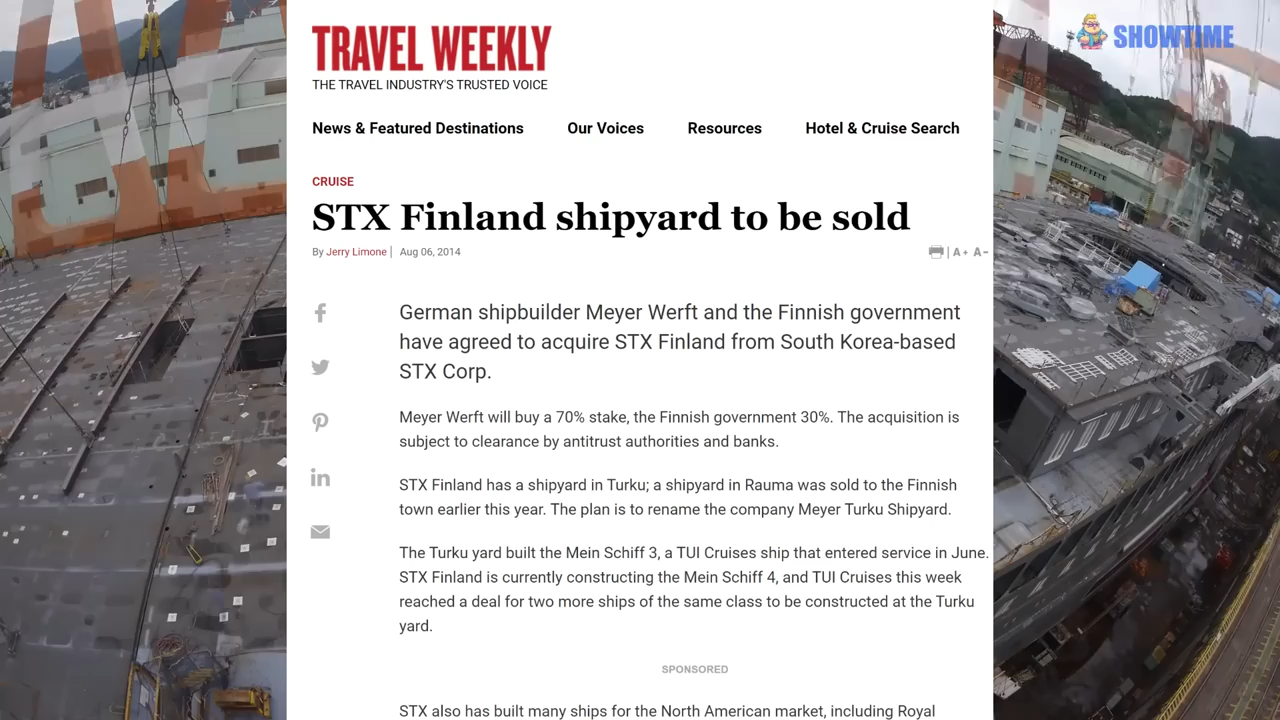 TRAVEL WEEKLY
THE TRAVEL INDUSTRY'S TRUSTED VOICE
SHOWTIME
News & Featured Destinations Our Voices Resources Hotel & Cruise Search
CRUISE
STX Finland shipyard to be sold
By Jerry Limone | Aug 06, 2014
A+ A-
German shipbuilder Meyer Werft and the Finnish government
have agreed to acquire STX Finland from South Korea-based
STX Corp.
Meyer Werft will buy a 70% stake, the Finnish government 30%. The acquisition is
subject to clearance by antitrust authorities and banks.
STX Finland has a shipyard in Turku; a shipyard in Rauma was sold to the Finnish
town earlier this year. The plan is to rename the company Meyer Turku Shipyard.
The Turku yard built the Mein Schiff 3, a TUI Cruises ship that entered service in June.
STX Finland is currently constructing the Mein Schiff 4, and TUI Cruises this week
reached a deal for two more ships of the same class to be constructed at the Turku
yard.
SPONSORED
STX also has built many ships for the North American market, including Royal